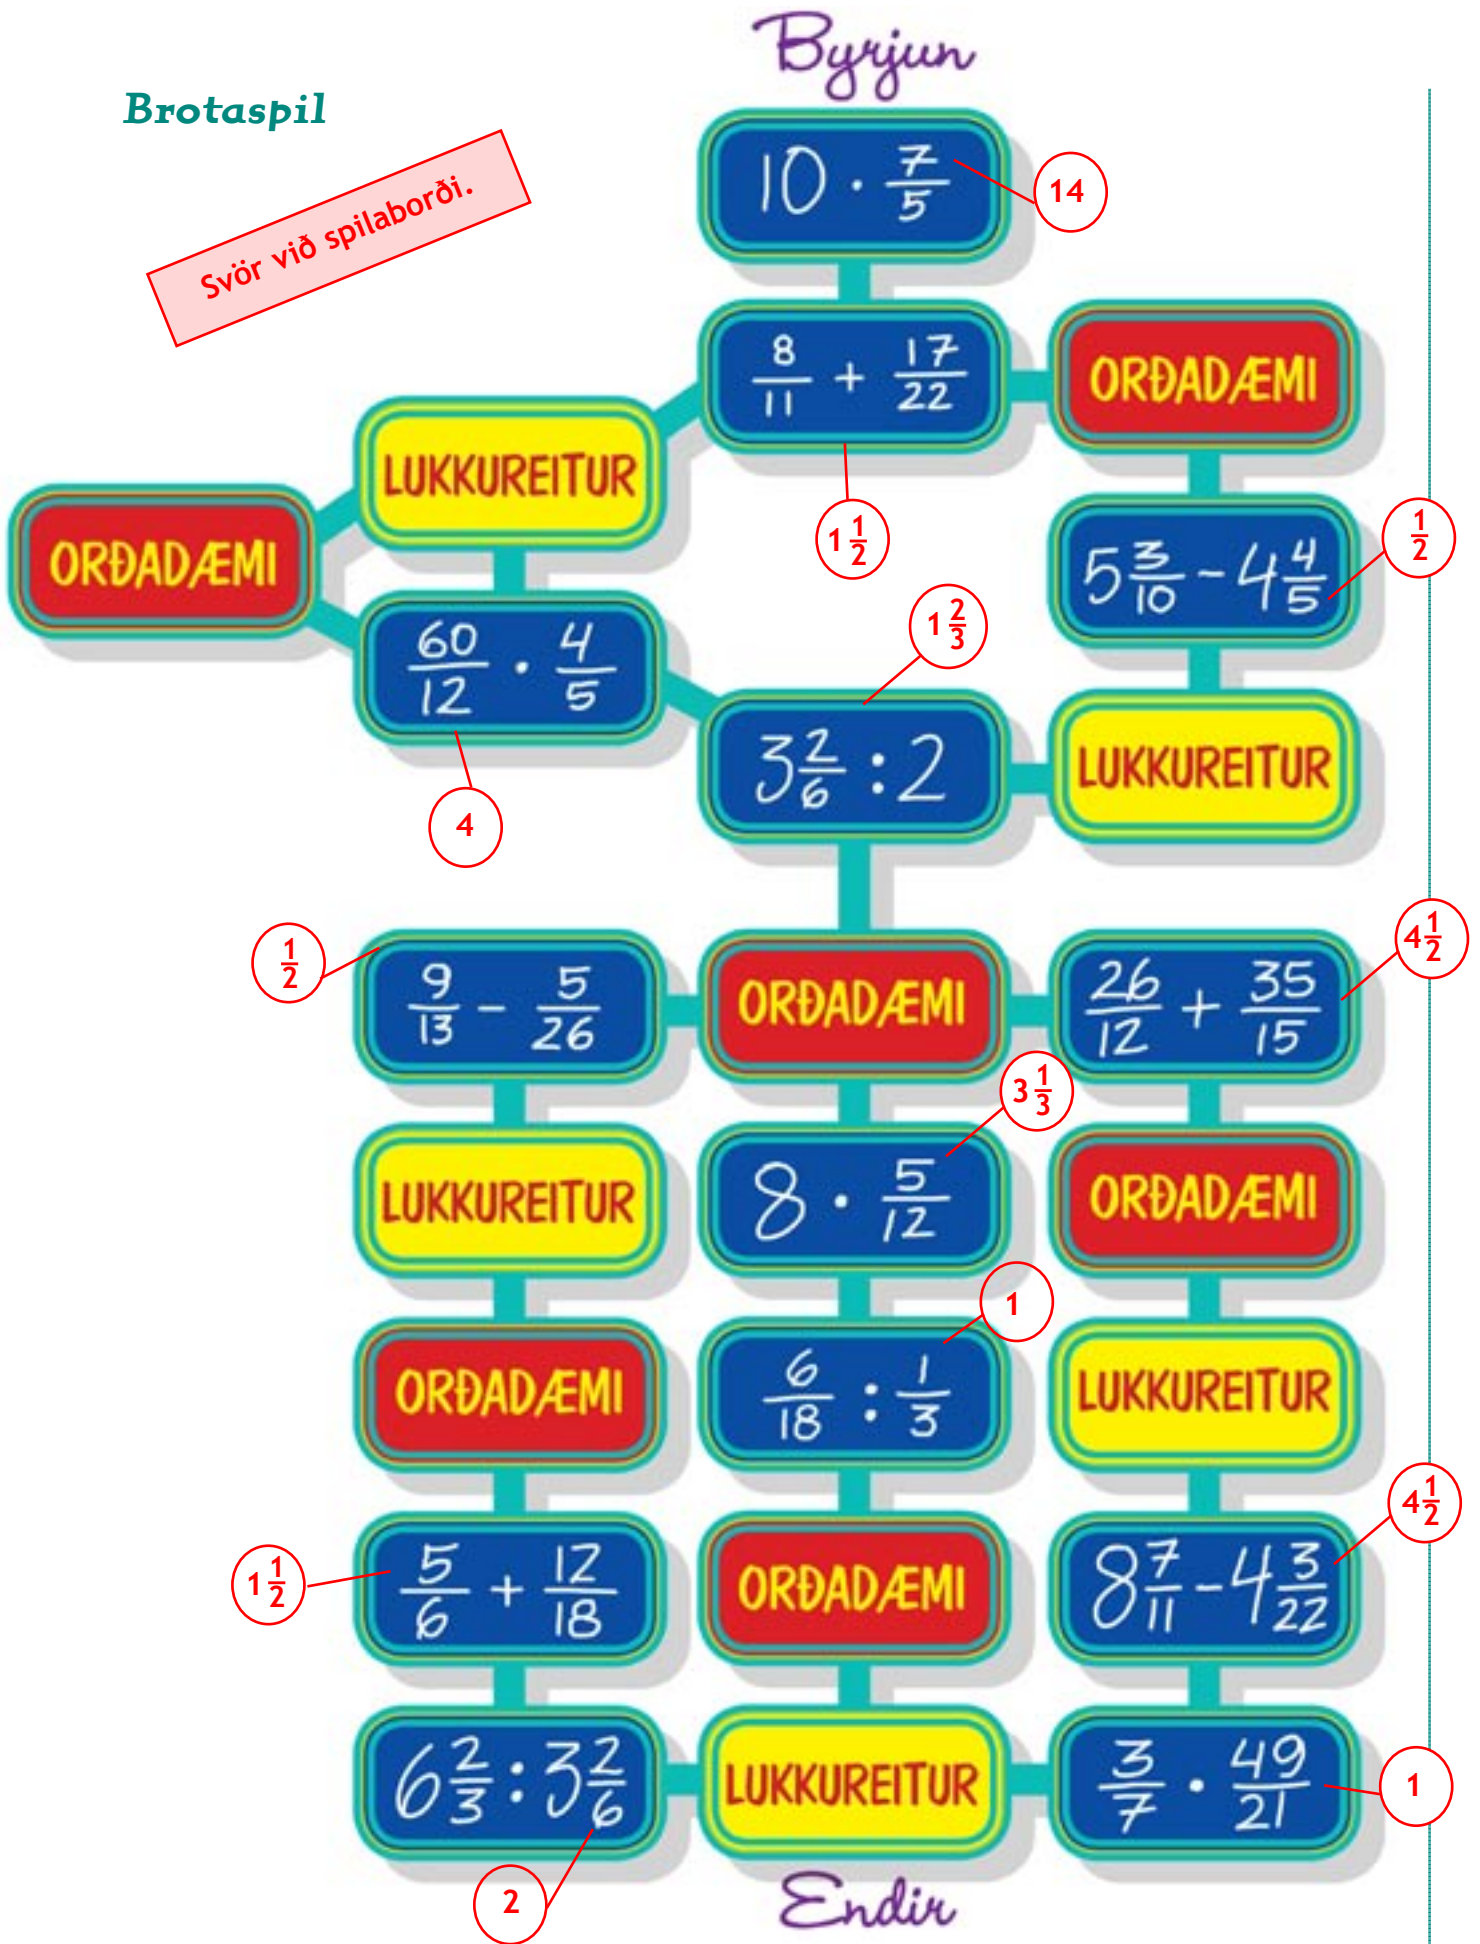 Byrjun
Brotaspil
Svör við spilaborði.
10 · 7/5
14
8/11 + 17/22
ORÐADÆMI
LUKKUREITUR
1 1/2
ORÐADÆMI
5 3/10 - 4 4/5
1/2
60/12 · 4/5
1 2/3
3 2/6 : 2
LUKKUREITUR
4
1/2
9/13 - 5/26
ORÐADÆMI
26/12 + 35/15
4 1/2
3 1/3
LUKKUREITUR
8 · 5/12
ORÐADÆMI
1
ORÐADÆMI
6/18 : 1/3
LUKKUREITUR
4 1/2
1 1/2
5/6 + 12/18
ORÐADÆMI
8 7/11 - 4 3/22
6 2/3 : 3 2/6
LUKKUREITUR
3/7 · 49/21
1
2
Endir